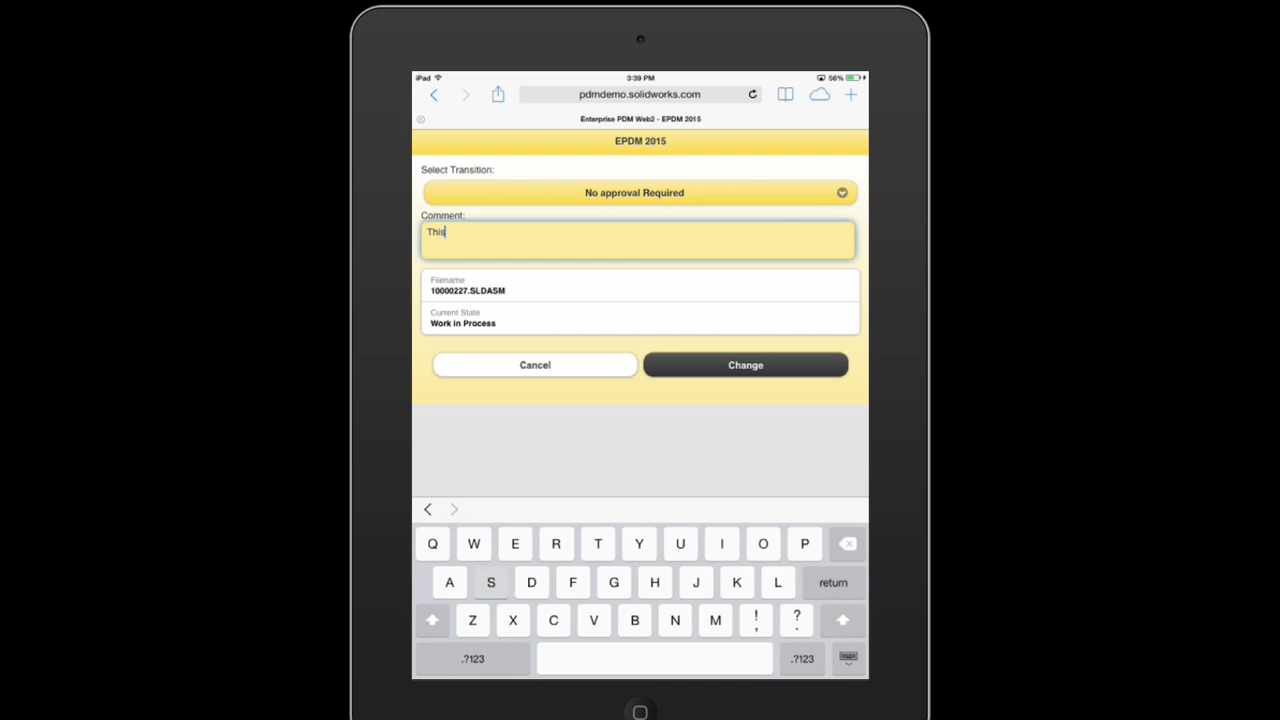 iPad 3:39 PM 56%
pdmdemo.solidworks.com
Enterprise PDM Web2 - EPDM 2015
EPDM 2015
Select Transition:
No approval Required
Comment:
This
Filename
10000227.SLDASM
Current State
Work in Process
Cancel Change
Q W E R T Y U I O P
A S D F G H J K L return
Z X C V B N M ! , ? .
.?123 .?123